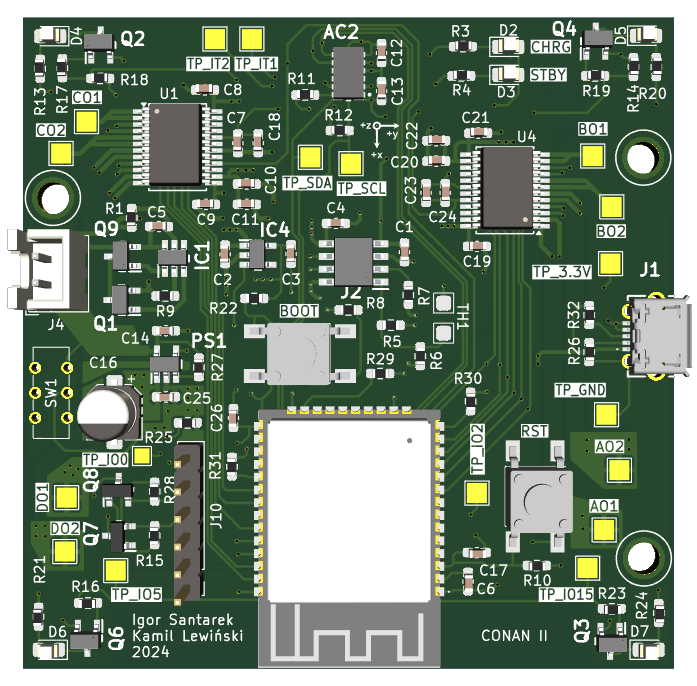 D4
Q2
AC2
C12
D2
CHRG
Q4
D5
R3
TP_IT2
TP_IT1
R13
R17
R18
R11
C13
R4
STBY
D3
R19
R14
R20
CO1
U1
C8
R12
+z
+y
+x
C21
U4
BO1
CO2
C7
C18
C22
C20
TP_SDA
TP_SCL
C10
C23
C24
R1
C5
C9
C11
C4
BO2
Q9
IC4
C1
C19
IC1
C2
C3
TP_3.3V
J1
J2
R7
R9
R22
BOOT
R8
TH1
R32
J4
Q1
C14
PS1
R5
R26
C16
R27
R29
R6
SW1
+
C25
R30
TP_GND
C26
R25
TP_IO2
RST
AO2
TP_IO0
R31
Q8
R28
DO1
J10
AO1
DO2
Q7
R15
C17
R21
R16
TP_IO5
C6
R10
TP_IO15
R23
R24
Igor Santarek
Kamil Lewiński
2024
CONAN II
D6
Q6
Q3
D7